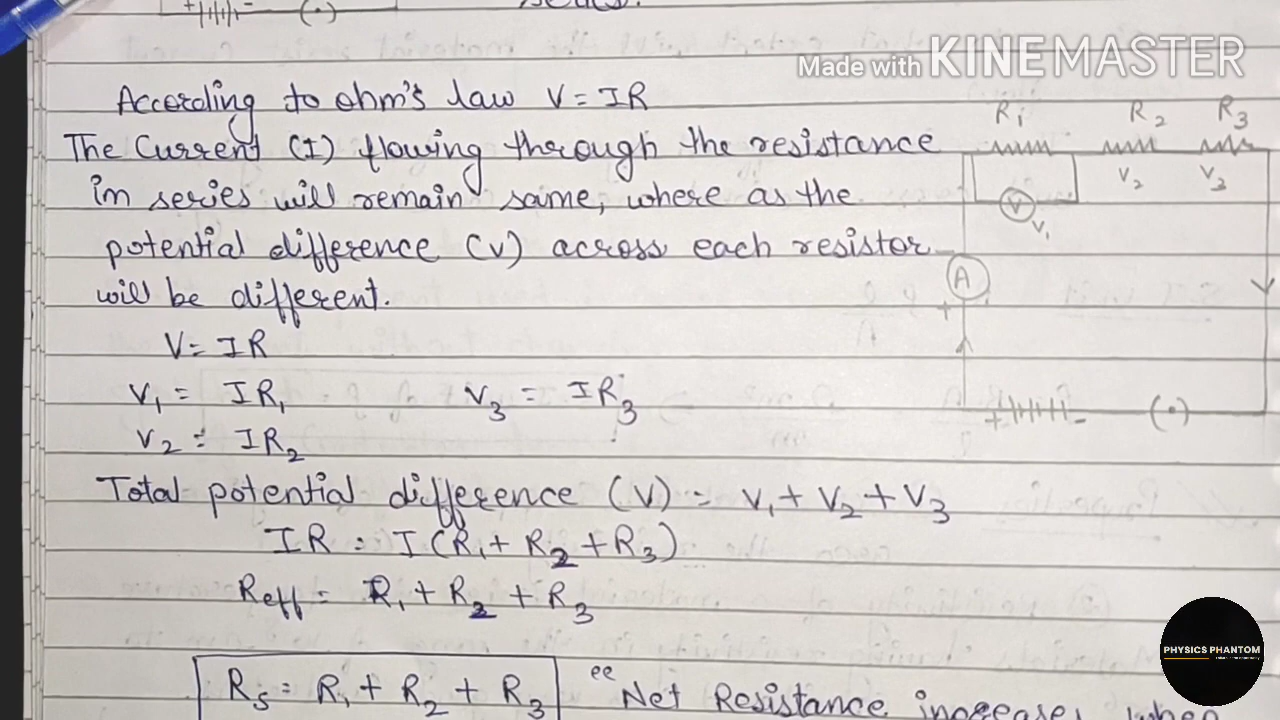 Made with KINEMASTER
According to ohm's law V = IR
The Current (I) flowing through the resistance
in series will remain same, where as the
potential difference (V) across each resistor
will be different.
V = IR
V₁ = IR₁ V₃ = IR₃
V₂ = IR₂
Total potential difference (V) = V₁ + V₂ + V₃
IR = I (R₁ + R₂ + R₃)
Reff = R₁ + R₂ + R₃
Rs = R₁ + R₂ + R₃ “Net Resistance increases when
R₁ R₂ R₃
V₂ V₃
V
V₁
A
+
+ -
(•)
PHYSICS PHANTOM